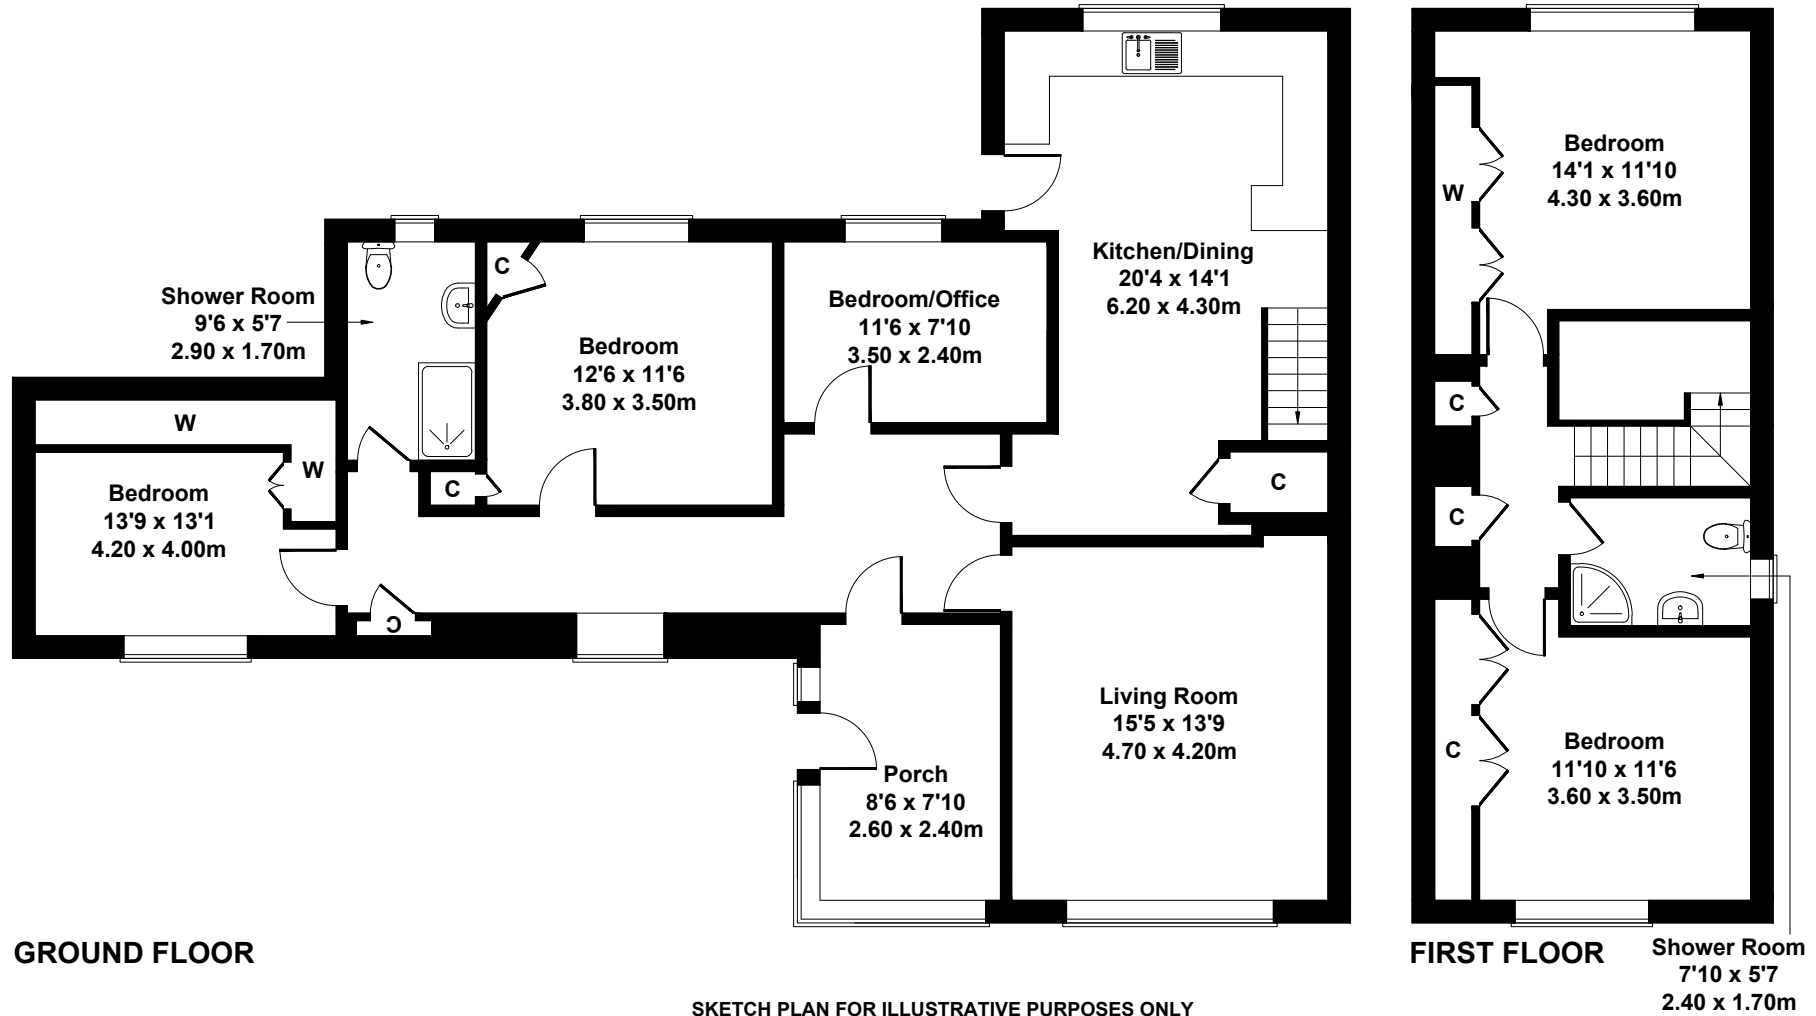 Shower Room
9'6 x 5'7
2.90 x 1.70m
C
Bedroom
12'6 x 11'6
3.80 x 3.50m
Bedroom/Office
11'6 x 7'10
3.50 x 2.40m
Kitchen/Dining
20'4 x 14'1
6.20 x 4.30m
W
W
Bedroom
13'9 x 13'1
4.20 x 4.00m
C
C
C
Living Room
15'5 x 13'9
4.70 x 4.20m
Porch
8'6 x 7'10
2.60 x 2.40m
GROUND FLOOR
Bedroom
14'1 x 11'10
4.30 x 3.60m
W
C
C
C
Bedroom
11'10 x 11'6
3.60 x 3.50m
FIRST FLOOR
Shower Room
7'10 x 5'7
2.40 x 1.70m
SKETCH PLAN FOR ILLUSTRATIVE PURPOSES ONLY